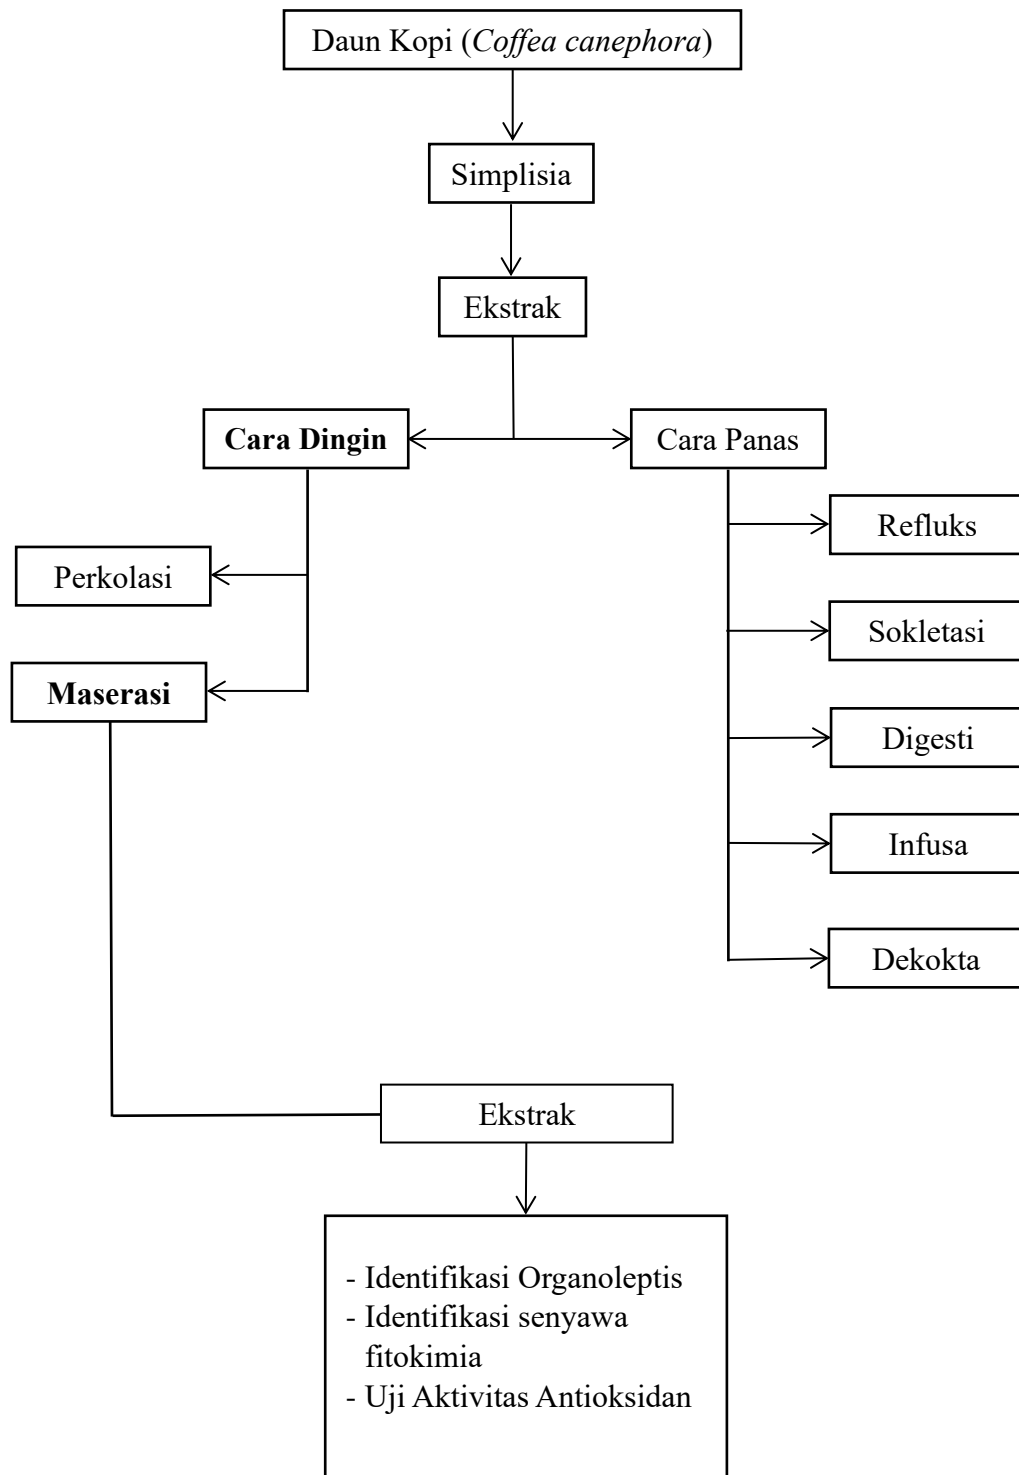 Daun Kopi (Coffea canephora)
Simplisia
Ekstrak
Cara Dingin
Cara Panas
Refluks
Perkolasi
Sokletasi
Maserasi
Digesti
Infusa
Dekokta
Ekstrak
- Identifikasi Organoleptis
- Identifikasi senyawa
fitokimia
- Uji Aktivitas Antioksidan